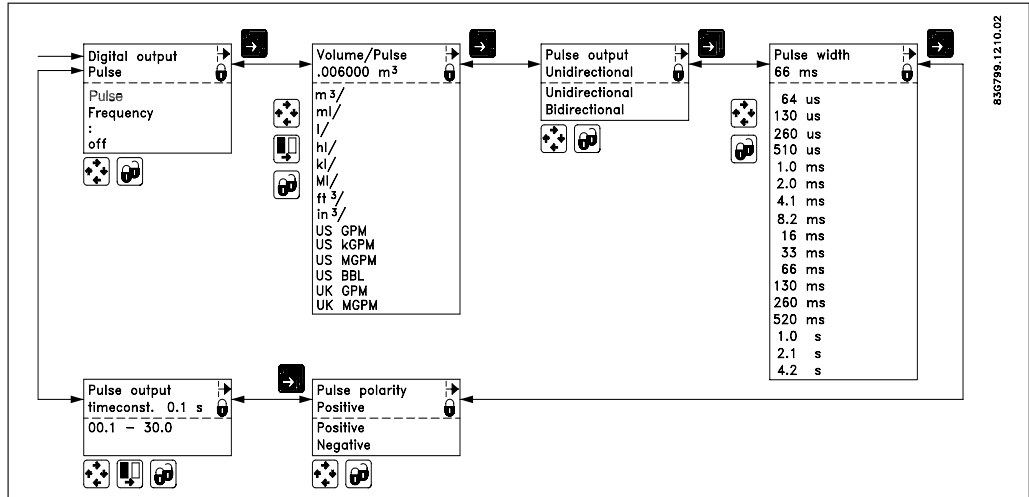 Digital output
Pulse
Pulse
Frequency
:
off
Volume/Pulse
.006000 m³
m³/
ml/
l/
hl/
kl/
Ml/
ft³/
in³/
US GPM
US kGPM
US MGPM
US BBL
UK GPM
UK MGPM
Pulse output
Unidirectional
Unidirectional
Bidirectional
Pulse width
66 ms
64 us
130 us
260 us
510 us
1.0 ms
2.0 ms
4.1 ms
8.2 ms
16 ms
33 ms
66 ms
130 ms
260 ms
520 ms
1.0 s
2.1 s
4.2 s
83G799.1210.02
Pulse output
timeconst. 0.1 s
00.1 – 30.0
Pulse polarity
Positive
Positive
Negative